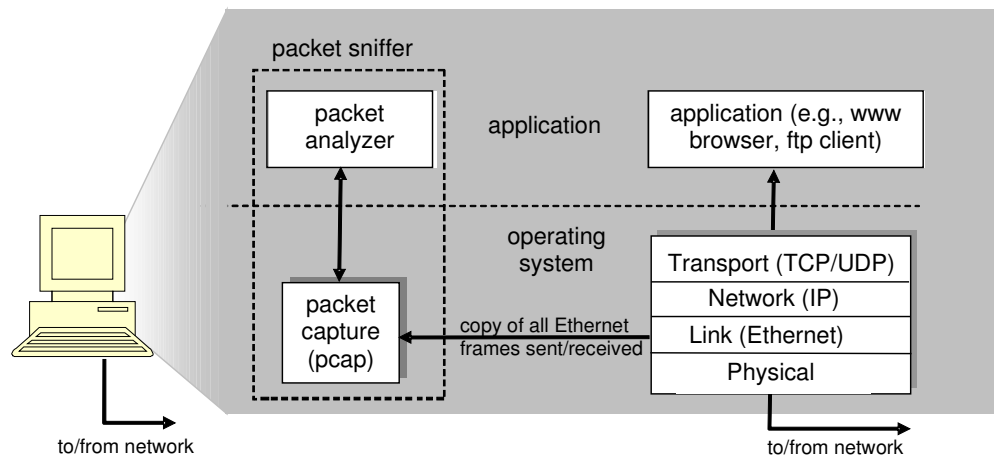 packet sniffer
packet
analyzer
application
application (e.g., www
browser, ftp client)
operating
system
packet
capture
(pcap)
copy of all Ethernet
frames sent/received
Transport (TCP/UDP)
Network (IP)
Link (Ethernet)
Physical
to/from network
to/from network